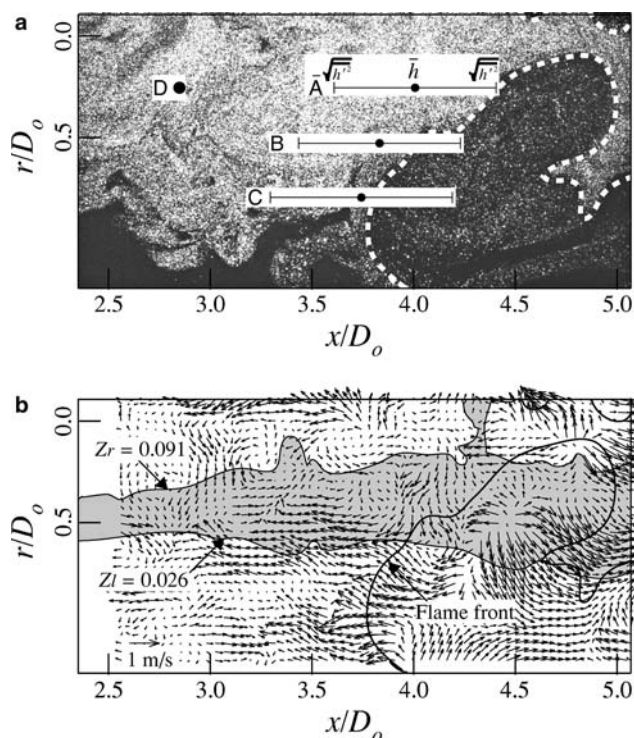 a
0.0
0.5
r/D_o
D
A √h'² h̄ √h'²
B
C
2.5 3.0 3.5 4.0 4.5 5.0
x/D_o
b
0.0
0.5
r/D_o
Zr = 0.091
Zl = 0.026
Flame front
1 m/s
2.5 3.0 3.5 4.0 4.5 5.0
x/D_o